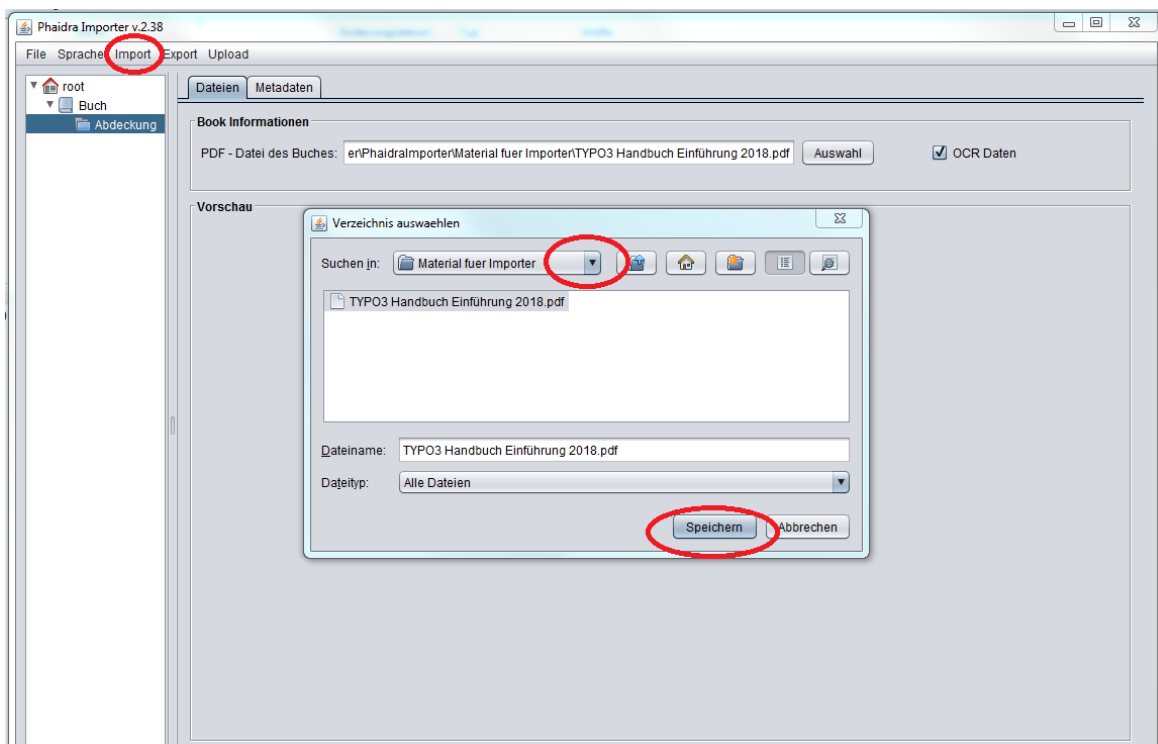 Phaidra Importer v.2.38
File Sprache Import Export Upload
root
Buch
Abdeckung
Dateien Metadaten
Book Informationen
PDF - Datei des Buches: er\PhaidraImporter\Material fuer Importer\TYPO3 Handbuch Einführung 2018.pdf Auswahl OCR Daten
Vorschau
Verzeichnis auswaehlen
Suchen in: Material fuer Importer
TYPO3 Handbuch Einführung 2018.pdf
Dateiname: TYPO3 Handbuch Einführung 2018.pdf
Dateityp: Alle Dateien
Speichern Abbrechen